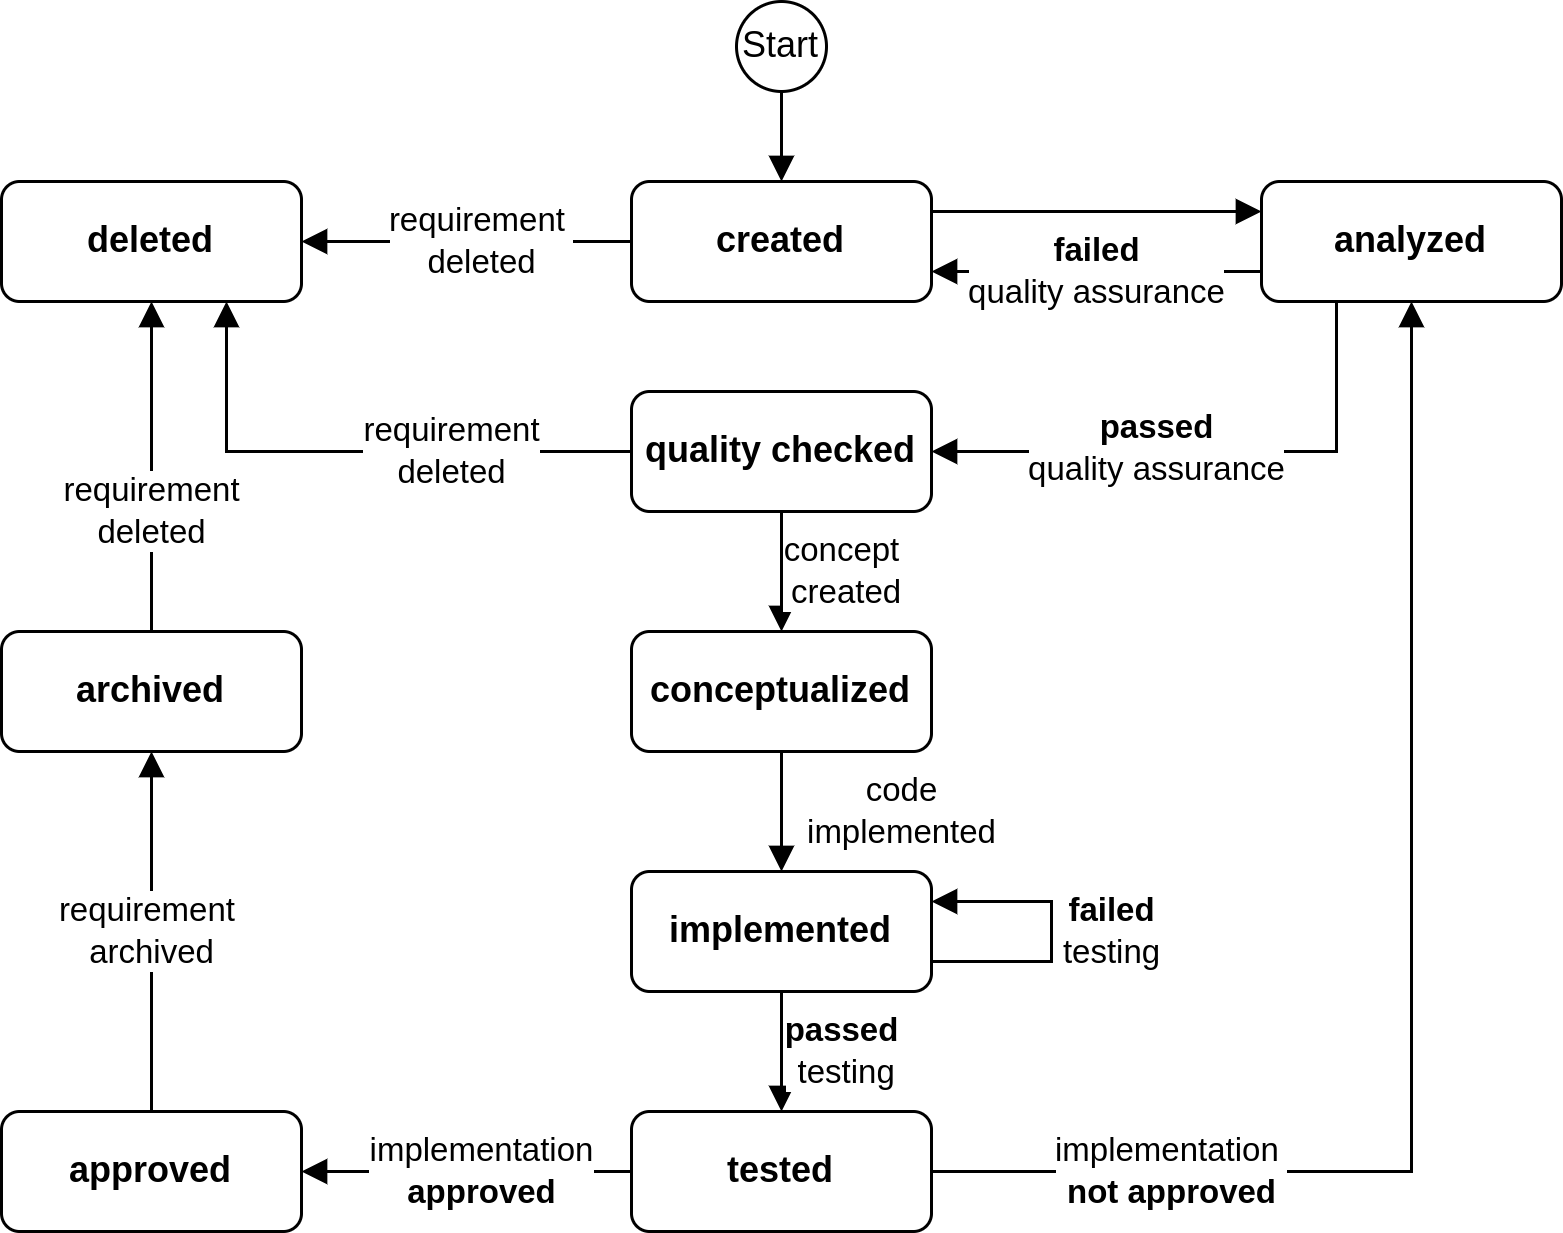 Start
deleted
requirement
deleted
created
failed
quality assurance
analyzed
requirement
deleted
quality checked
passed
quality assurance
requirement
deleted
concept
created
archived
conceptualized
code
implemented
requirement
archived
implemented
failed
testing
passed
testing
approved
implementation
approved
tested
implementation
not approved